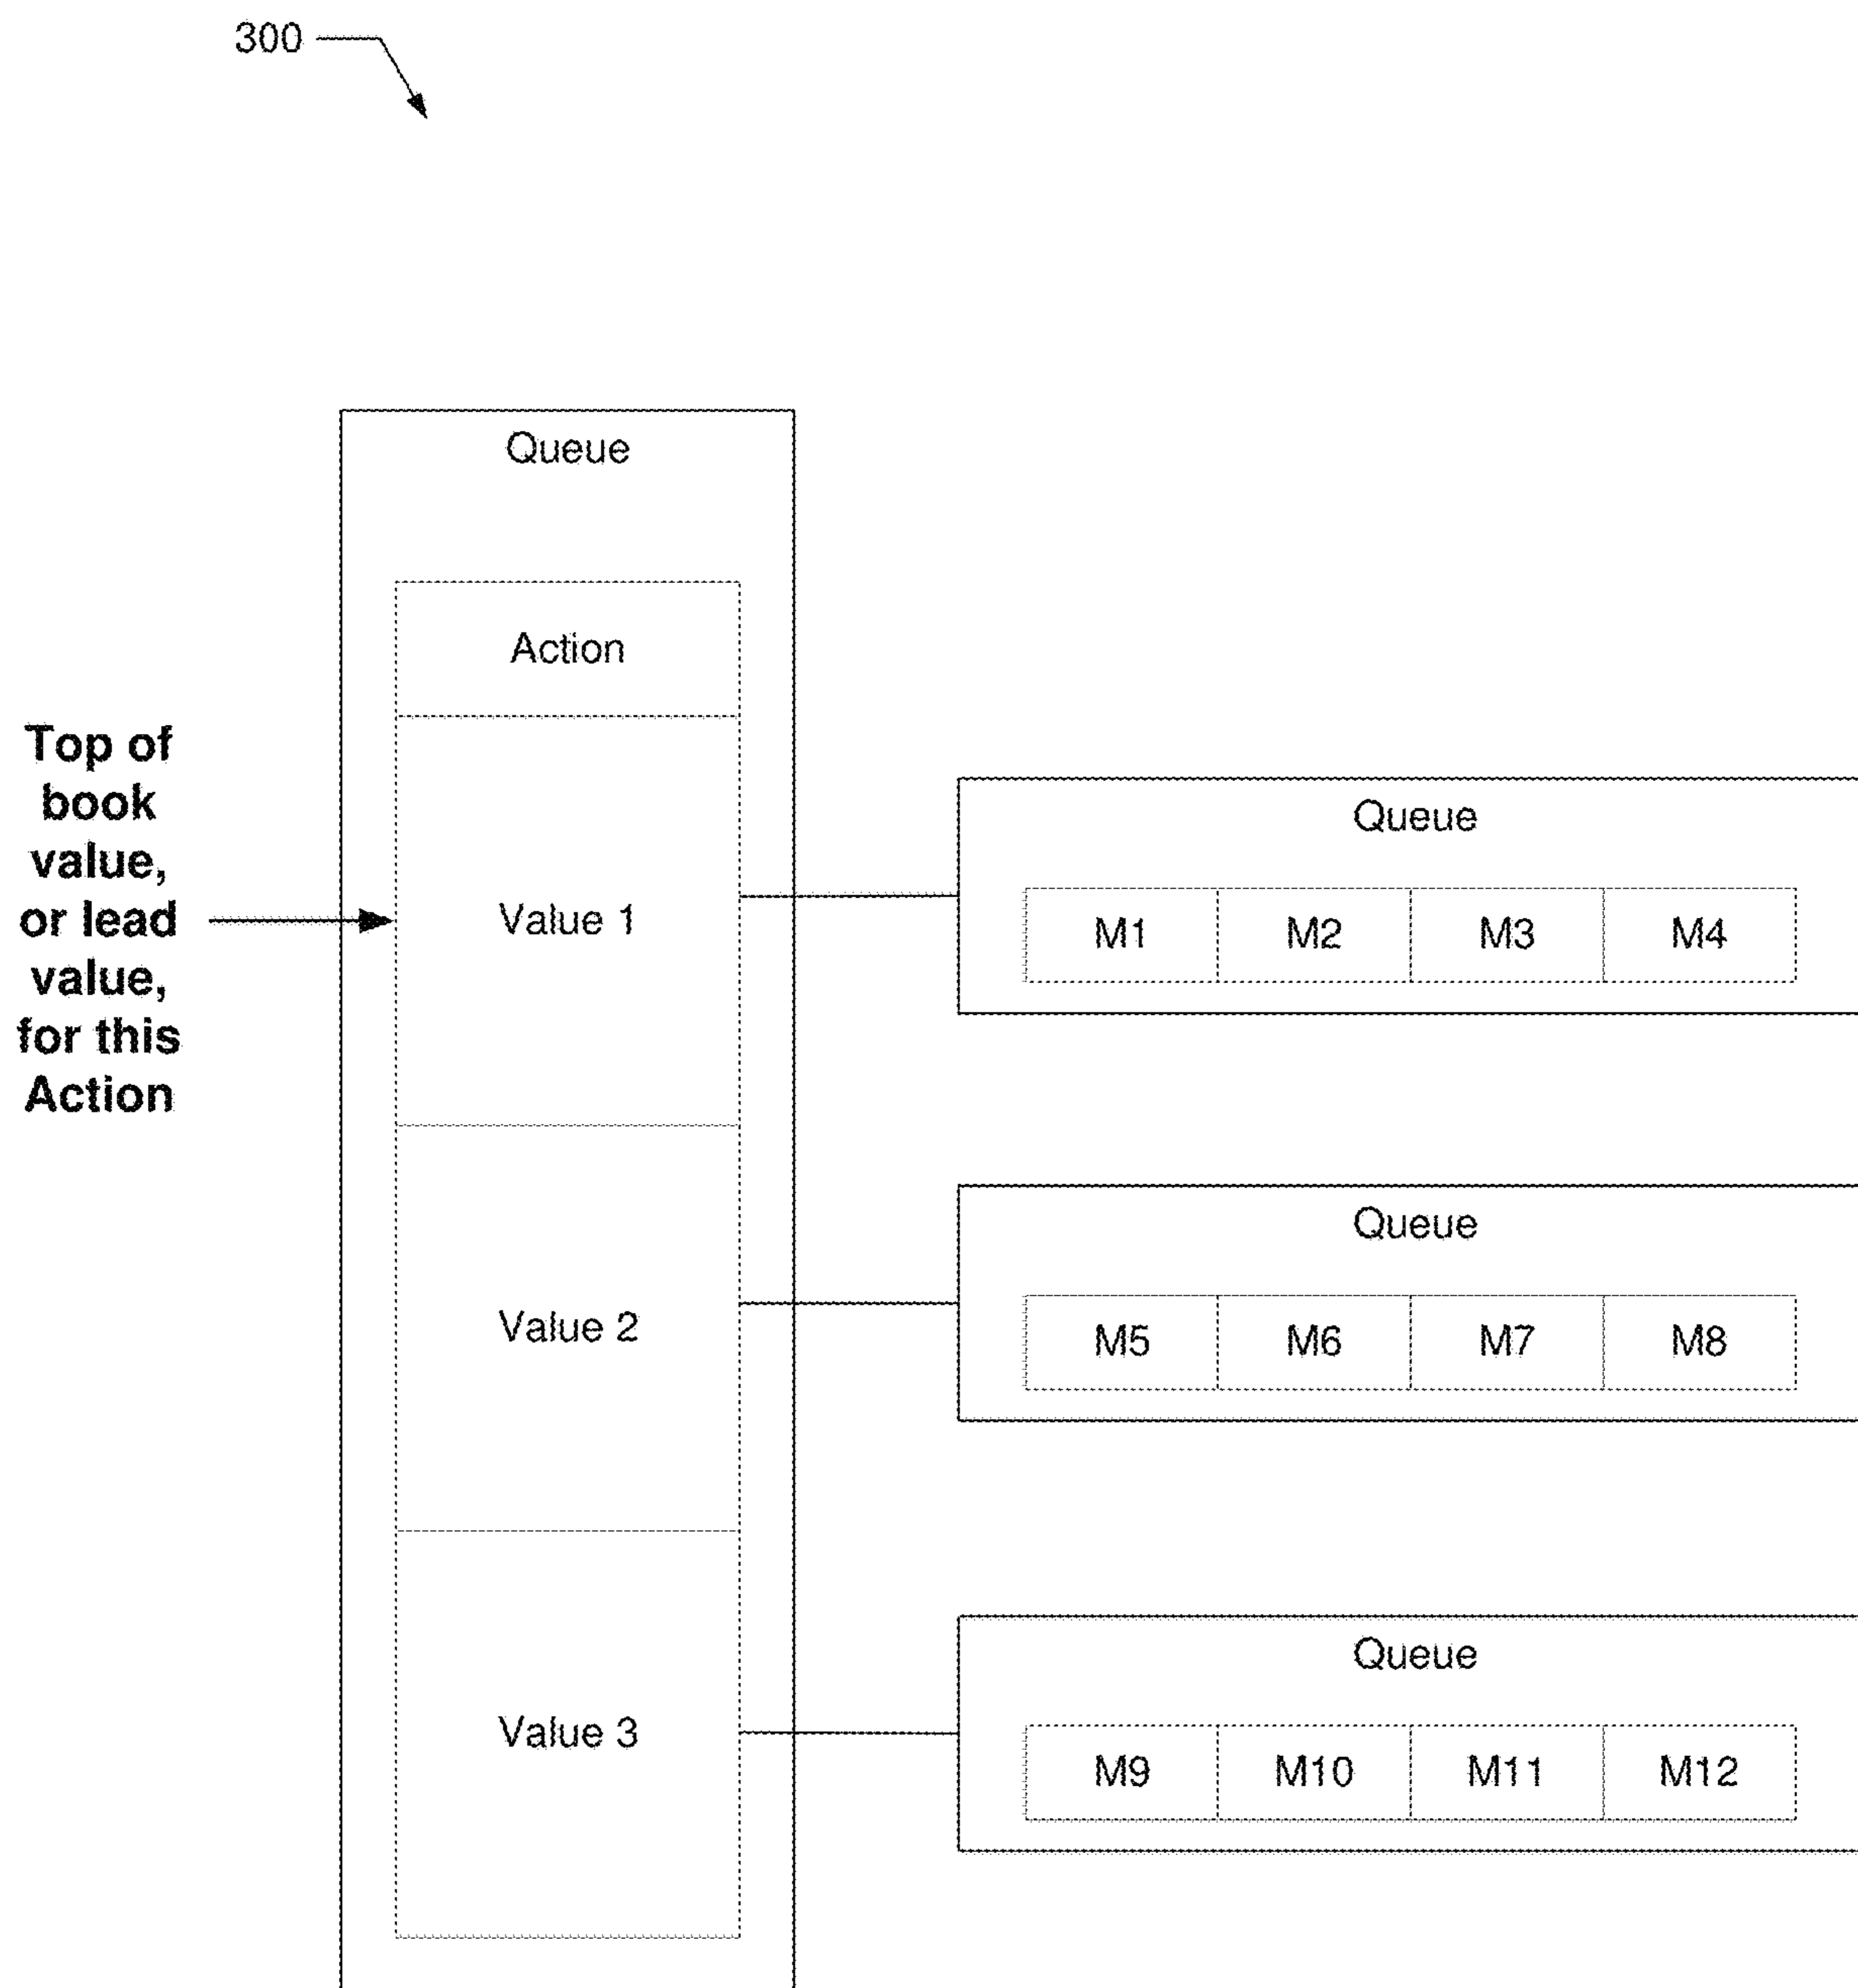 300
Queue
Action
Top of
book
value,
or lead
value,
for this
Action
Value 1
Queue
M1 M2 M3 M4
Value 2
Queue
M5 M6 M7 M8
Value 3
Queue
M9 M10 M11 M12